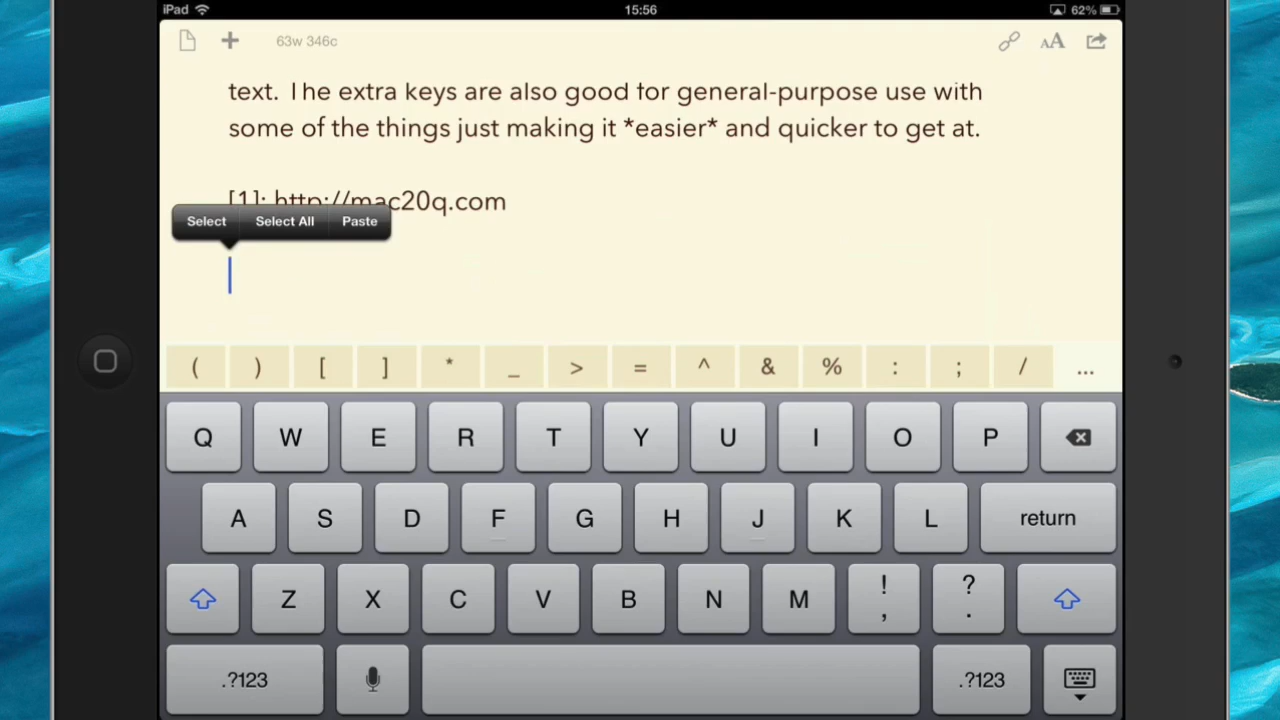 iPad 15:56 62%
63w 346c AA
text. The extra keys are also good for general-purpose use with
some of the things just making it *easier* and quicker to get at.
[1]: http://mac20q.com
Select Select All Paste
( ) [ ] * _ > = ^ & % : ; / ...
Q W E R T Y U I O P
A S D F G H J K L return
Z X C V B N M ! , ? .
.?123 .?123